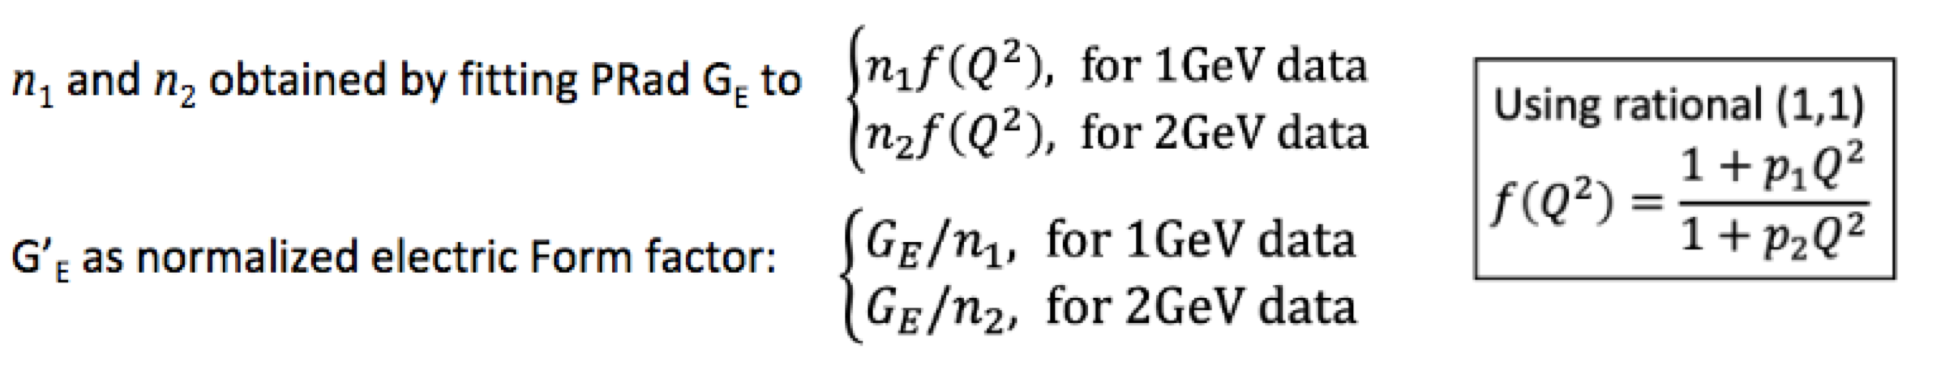 n₁ and n₂ obtained by fitting PRad G_E to
n₁f(Q²), for 1GeV data
n₂f(Q²), for 2GeV data
G'_E as normalized electric Form factor:
G_E/n₁, for 1GeV data
G_E/n₂, for 2GeV data
Using rational (1,1)
f(Q²) = (1 + p₁Q²)/(1 + p₂Q²)